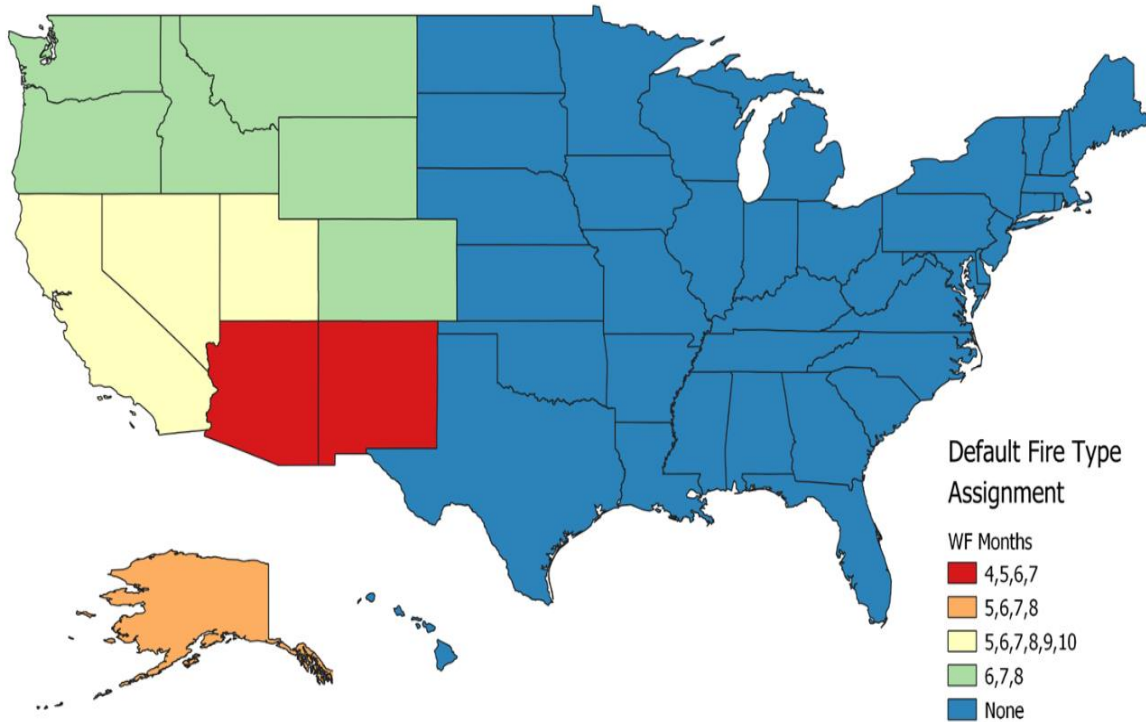 Default Fire Type
Assignment
WF Months
4,5,6,7
5,6,7,8
5,6,7,8,9,10
6,7,8
None